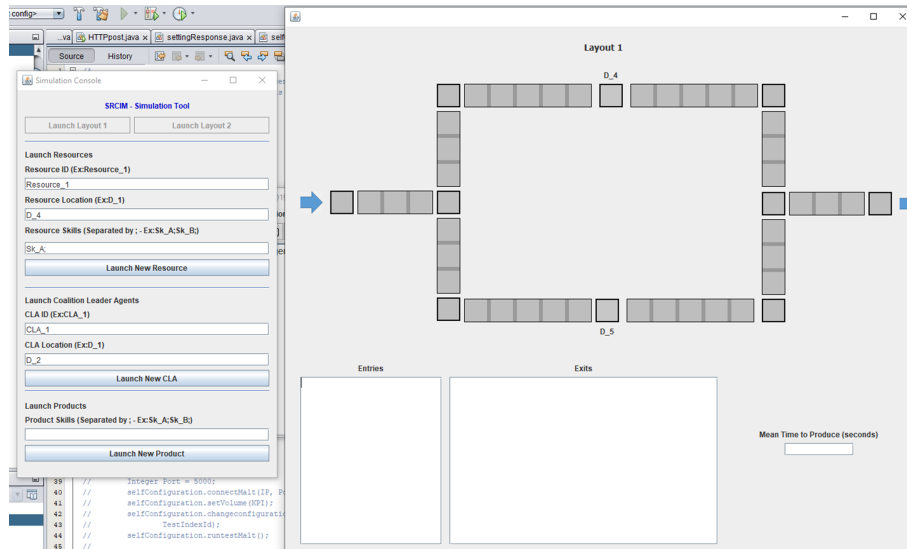 t config>
...va
HTTPpost.java x
settingResponse.java x
self
Source
History
Simulation Console
SRCIM - Simulation Tool
Launch Layout 1
Launch Layout 2
Launch Resources
Resource ID (Ex:Resource_1)
Resource_1
Resource Location (Ex:D_1)
D_4
Resource Skills (Separated by ; - Ex:Sk_A;Sk_B;)
Sk_A;
Launch New Resource
Launch Coalition Leader Agents
CLA ID (Ex:CLA_1)
CLA_1
CLA Location (Ex:D_1)
D_2
Launch New CLA
Launch Products
Product Skills (Separated by ; - Ex:Sk_A;Sk_B;)
Launch New Product
39 // Integer Port = 5000;
40 // selfConfiguration.connectMalt(IP, Po
41 // selfConfiguration.setVolume(KPI);
42 // selfConfiguration.changeconfiguratio
43 // TestIndexId);
44 // selfConfiguration.runtestMalt();
45 //
Layout 1
D_4
D_5
Entries
Exits
Mean Time to Produce (seconds)